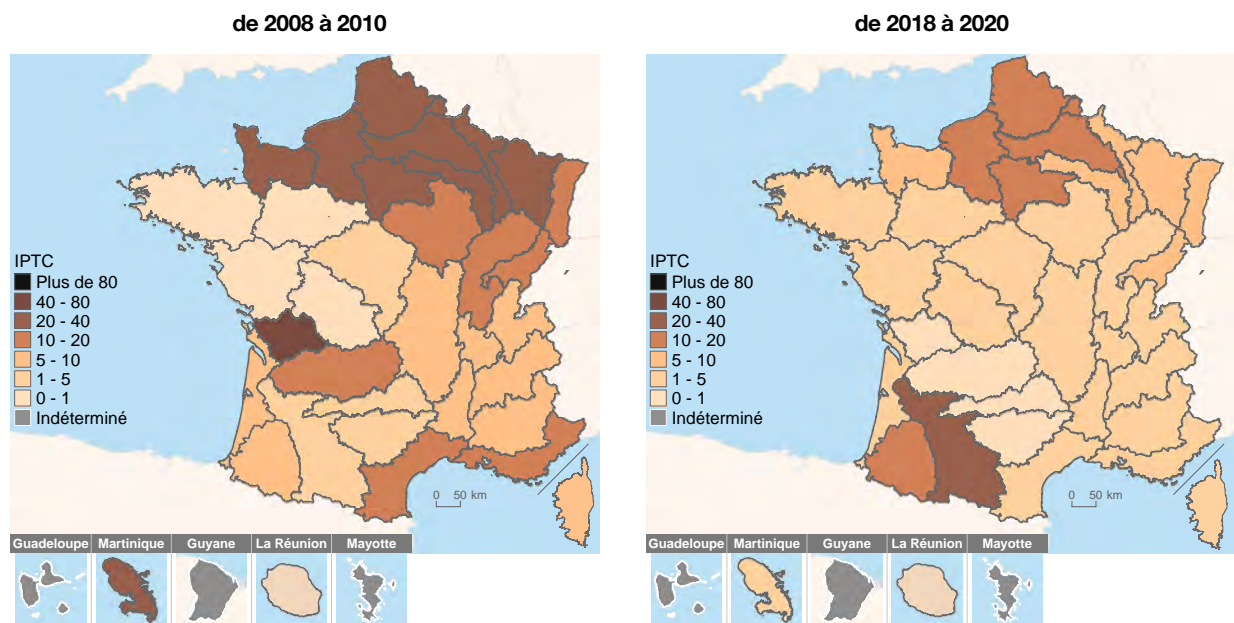 de 2008 à 2010
IPTC
Plus de 80
40 - 80
20 - 40
10 - 20
5 - 10
1 - 5
0 - 1
Indéterminé
0 50 km
Guadeloupe Martinique Guyane La Réunion Mayotte
de 2018 à 2020
IPTC
Plus de 80
40 - 80
20 - 40
10 - 20
5 - 10
1 - 5
0 - 1
Indéterminé
0 50 km
Guadeloupe Martinique Guyane La Réunion Mayotte